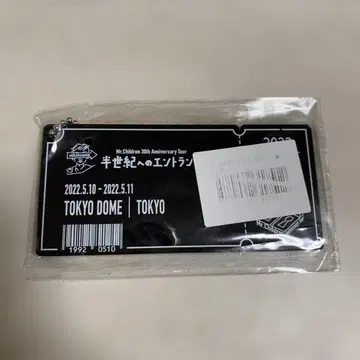 Mr.Children 30th Anniversary Tour
半世紀へのエントラン
2022.5.10 - 2022.5.11
TOKYO DOME | TOKYO
1992 0510